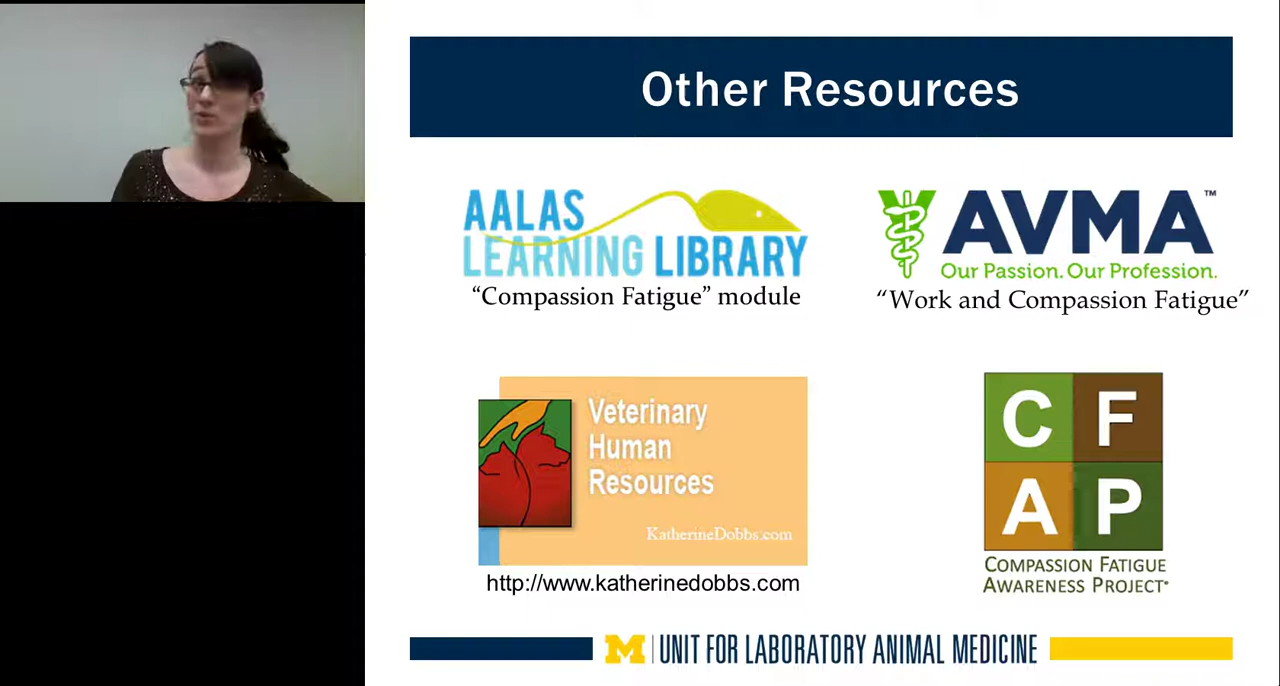 Other Resources
AALAS
LEARNING LIBRARY
“Compassion Fatigue” module
AVMA™
Our Passion. Our Profession.
“Work and Compassion Fatigue”
Veterinary
Human
Resources
KatherineDobbs.com
http://www.katherinedobbs.com
C F
A P
COMPASSION FATIGUE
AWARENESS PROJECT®
M | UNIT FOR LABORATORY ANIMAL MEDICINE